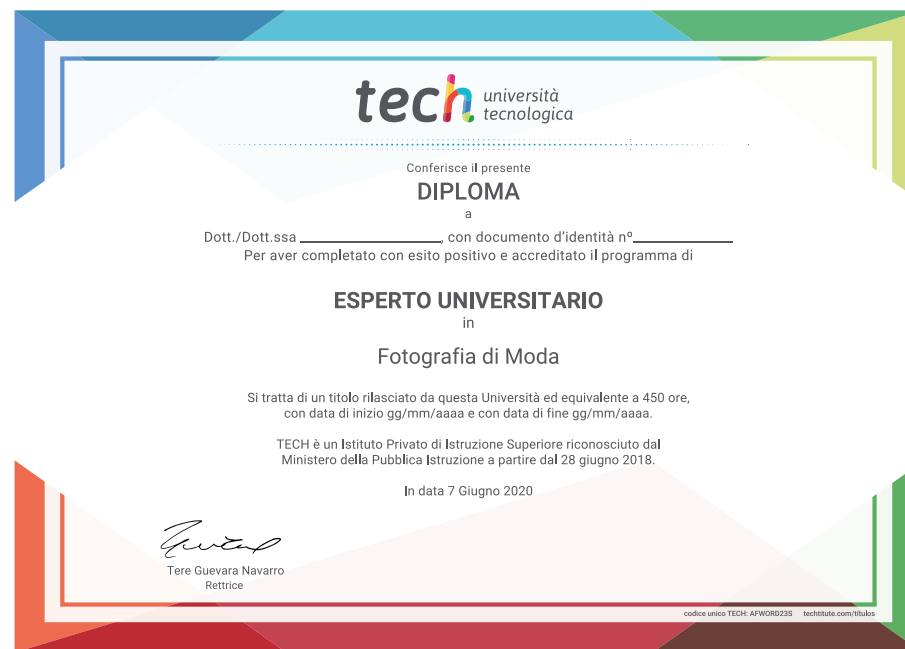 tech università
tecnologica
Conferisce il presente
DIPLOMA
a
Dott./Dott.ssa ________________, con documento d'identità nº____________
Per aver completato con esito positivo e accreditato il programma di
ESPERTO UNIVERSITARIO
in
Fotografia di Moda
Si tratta di un titolo rilasciato da questa Università ed equivalente a 450 ore,
con data di inizio gg/mm/aaaa e con data di fine gg/mm/aaaa.
TECH è un Istituto Privato di Istruzione Superiore riconosciuto dal
Ministero della Pubblica Istruzione a partire dal 28 giugno 2018.
In data 7 Giugno 2020
Tere Guevara Navarro
Rettrice
codice unico TECH: AFWORD23S techtitute.com/titulos